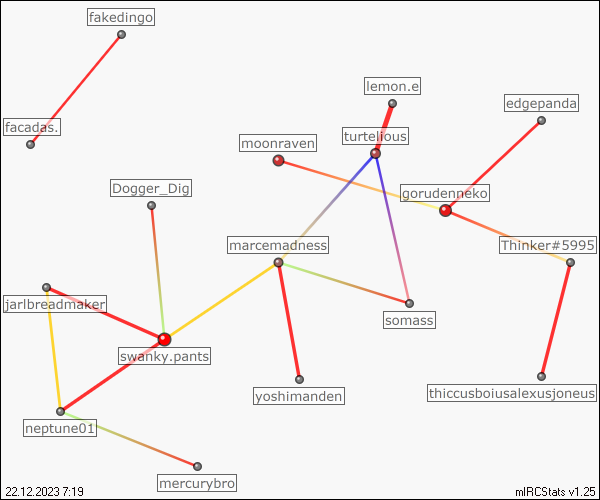 fakedingo
lemon.e
edgepanda
facadas.
turtelious
moonraven
Dogger_Dig
gorudenneko
marcemadness
Thinker#5995
jarlbreadmaker
somass
swanky.pants
yoshimanden
thiccusboiusalexusjoneus
neptune01
mercurybro
22.12.2023 7:19
mIRCStats v1.25